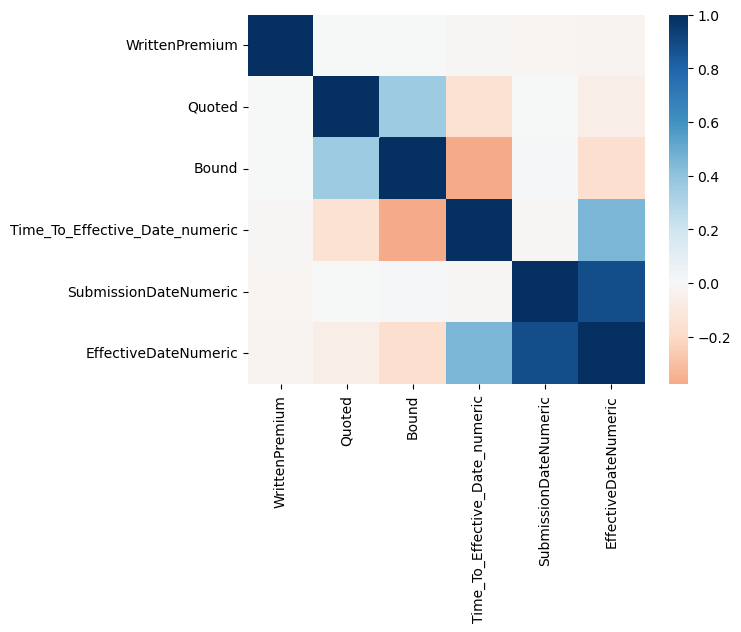 WrittenPremium
Quoted
Bound
Time_To_Effective_Date_numeric
SubmissionDateNumeric
EffectiveDateNumeric
WrittenPremium
Quoted
Bound
Time_To_Effective_Date_numeric
SubmissionDateNumeric
EffectiveDateNumeric
1.0
0.8
0.6
0.4
0.2
0.0
−0.2